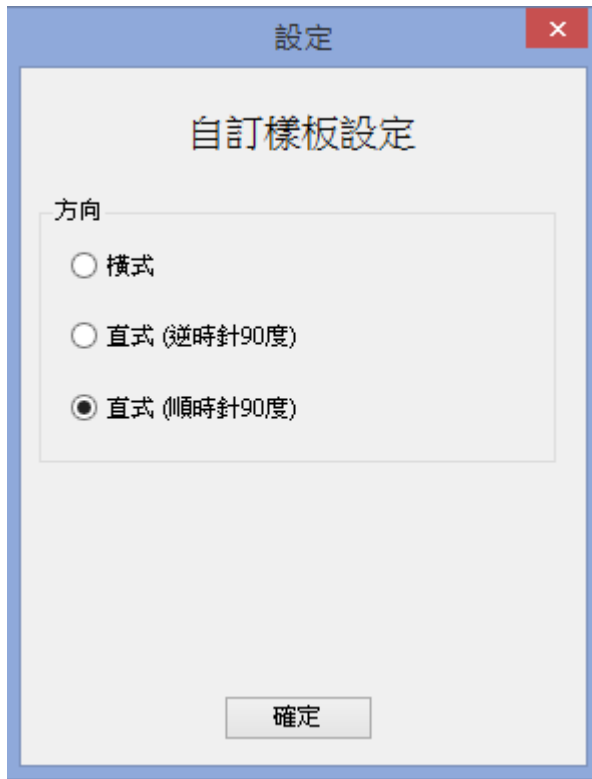 設定
自訂樣板設定
方向
橫式
直式 (逆時針90度)
直式 (順時針90度)
確定